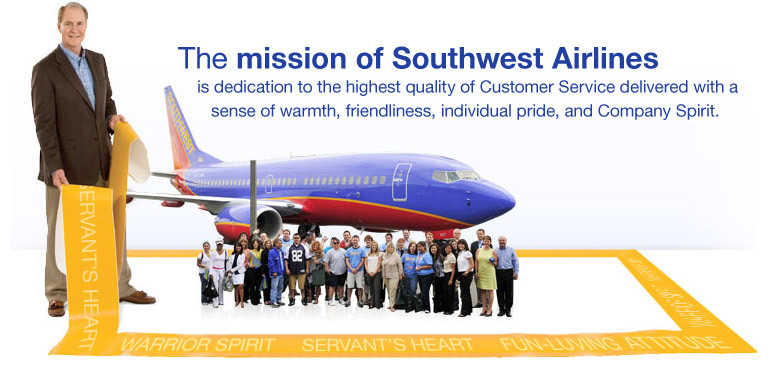 The mission of Southwest Airlines
is dedication to the highest quality of Customer Service delivered with a
sense of warmth, friendliness, individual pride, and Company Spirit.
SOUTHWEST
82
SERVANT'S HEART
WARRIOR SPIRIT SERVANT'S HEART FUN-LUVING ATTITUDE